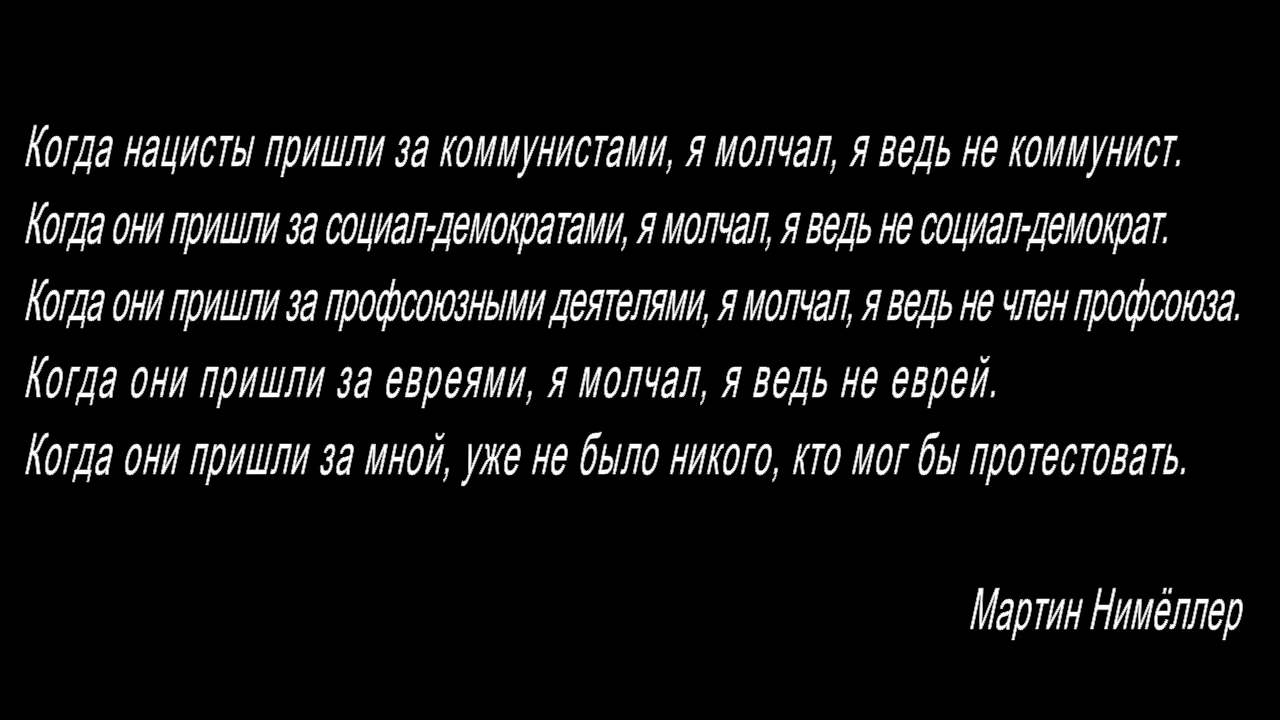 Когда нацисты пришли за коммунистами, я молчал, я ведь не коммунист.
Когда они пришли за социал-демократами, я молчал, я ведь не социал-демократ.
Когда они пришли за профсоюзными деятелями, я молчал, я ведь не член профсоюза.
Когда они пришли за евреями, я молчал, я ведь не еврей.
Когда они пришли за мной, уже не было никого, кто мог бы протестовать.
Мартин Нимёллер